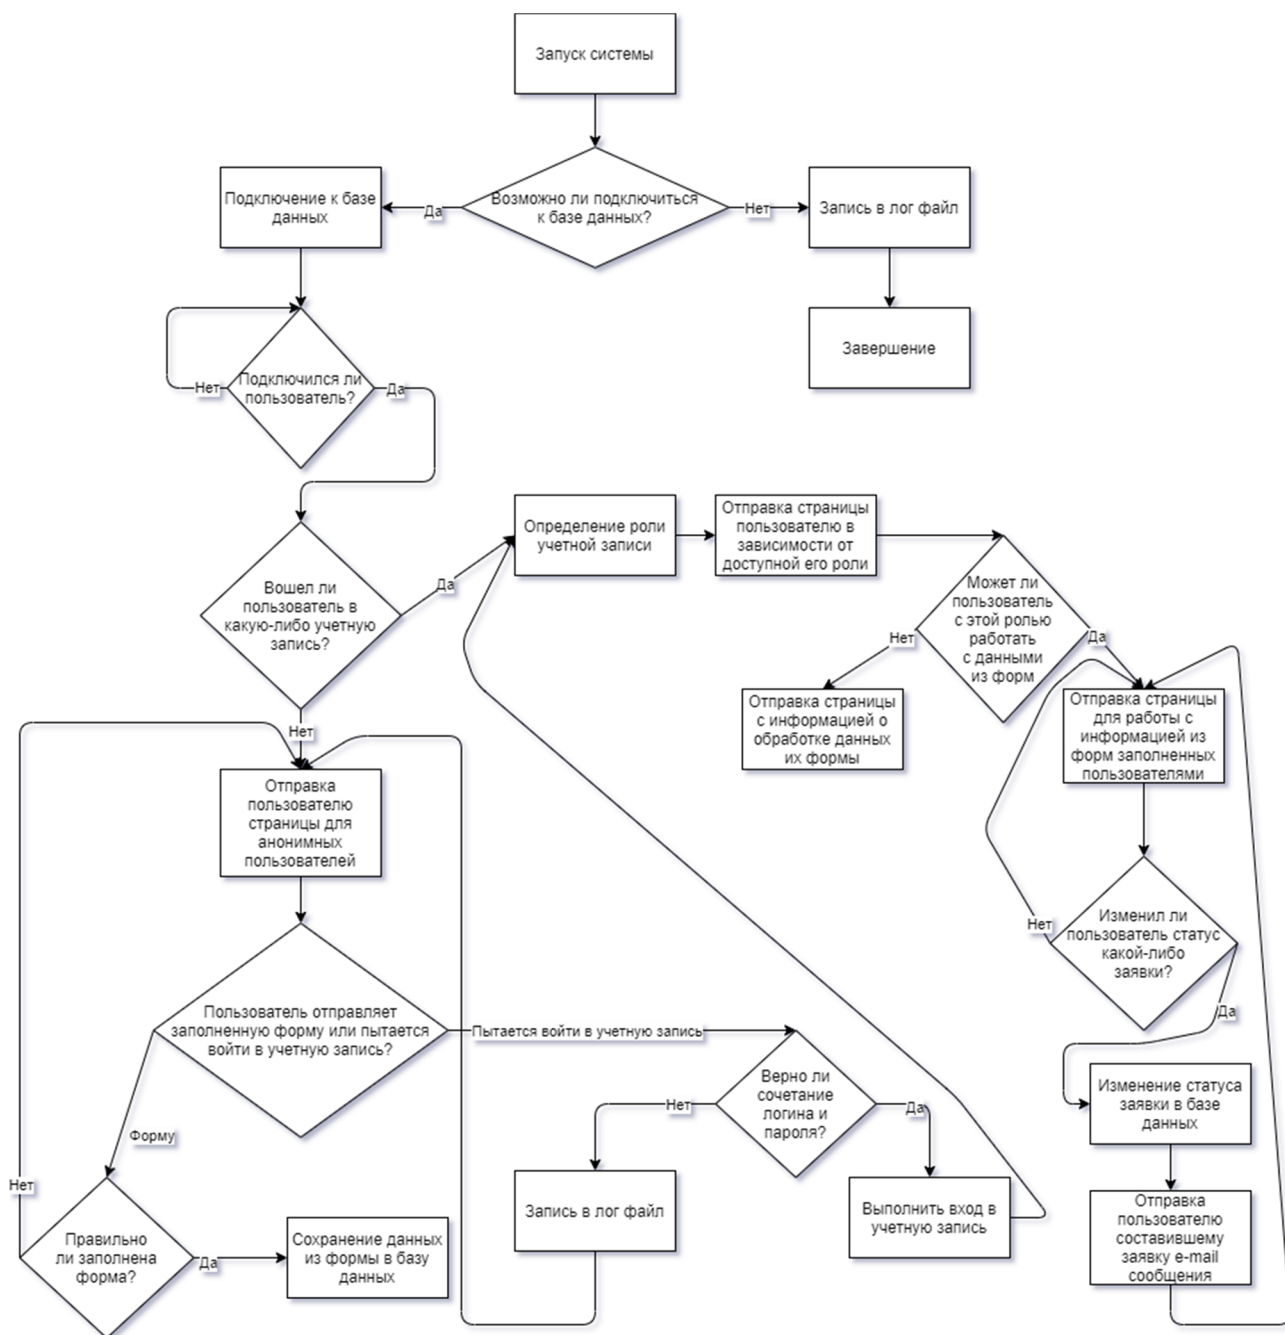 Запуск системы
Подключение к базе
данных
Да
Возможно ли подключиться
к базе данных?
Нет
Запись в лог файл
Завершение
Нет
Подключился ли
пользователь?
Да
Вошел ли
пользователь в
какую-либо учетную
запись?
Да
Определение роли
учетной записи
Отправка страницы
пользователю в
зависимости от
доступной его роли
Может ли
пользователь
с этой ролью
работать
с данными
из форм
Нет
Да
Отправка страницы
с информацией о
обработке данных
их формы
Отправка страницы
для работы с
информацией из
форм заполненных
пользователями
Нет
Отправка
пользователю
страницы для
анонимных
пользователей
Нет
Изменил ли
пользователь статус
какой-либо
заявки?
Да
Пользователь отправляет
заполненную форму или пытается
войти в учетную запись?
Пытается войти в учетную запись
Форму
Верно ли
сочетание
логина и
пароля?
Нет
Да
Изменение статуса
заявки в базе
данных
Нет
Правильно
ли заполнена
форма?
Да
Сохранение данных
из формы в базу
данных
Запись в лог файл
Выполнить вход в
учетную запись
Отправка
пользователю
составившему
заявку e-mail
сообщения